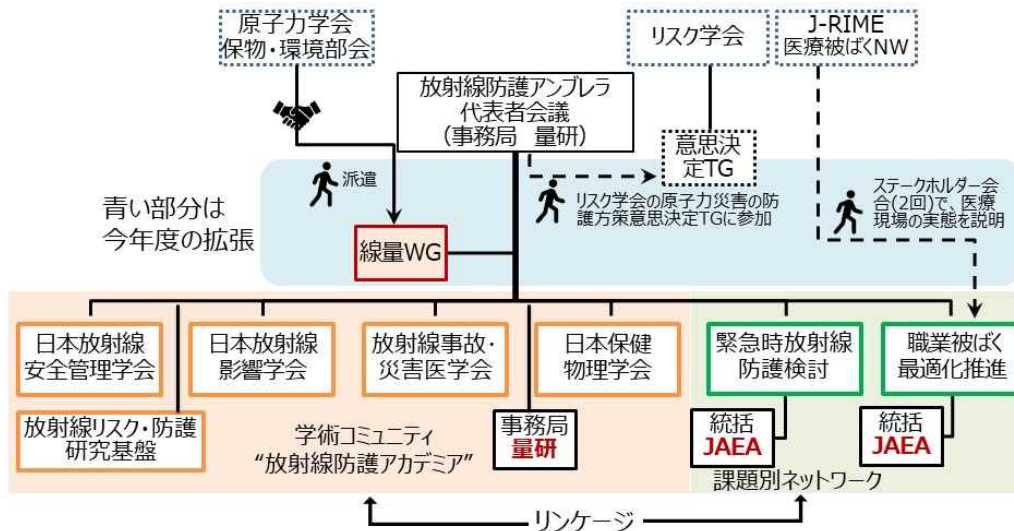 原子力学会
保物・環境部会
リスク学会
J-RIME
医療被ばくNW
放射線防護アンブレラ
代表者会議
(事務局 量研)
意思決
定TG
派遣
リスク学会の原子力災害の防
護方策意思決定TGに参加
ステークホルダー会
合(2回)で、医療
現場の実態を説明
青い部分は
今年度の拡張
線量WG
日本放射線
安全管理学会
日本放射線
影響学会
放射線事故・
災害医学会
日本保健
物理学会
緊急時放射線
防護検討
職業被ばく
最適化推進
放射線リスク・防護
研究基盤
学術コミュニティ
“放射線防護アカデミア”
事務局
量研
統括
JAEA
統括
JAEA
課題別ネットワーク
リンケージ